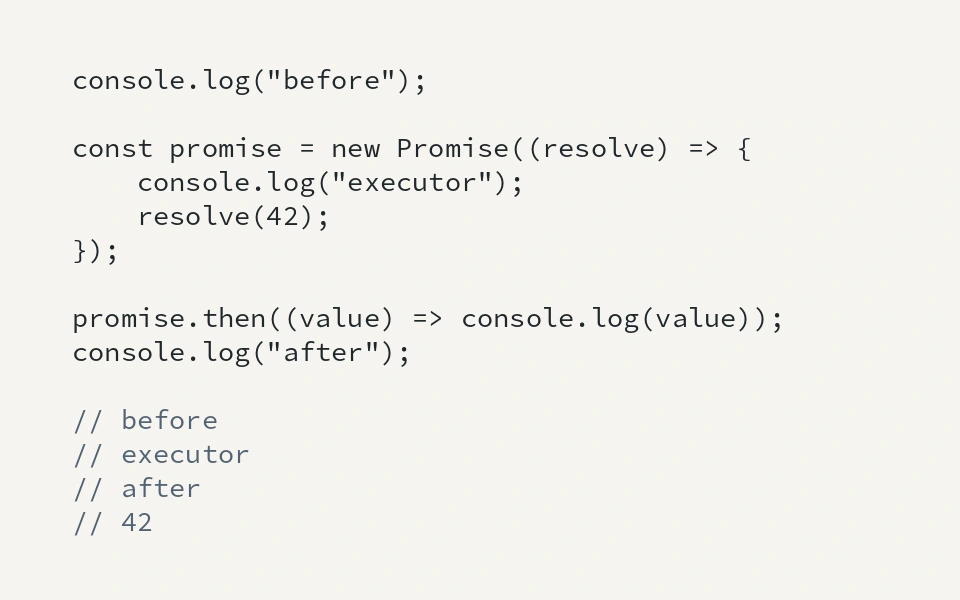 console.log("before");
const promise = new Promise((resolve) => {
    console.log("executor");
    resolve(42);
});
promise.then((value) => console.log(value));
console.log("after");
// before
// executor
// after
// 42